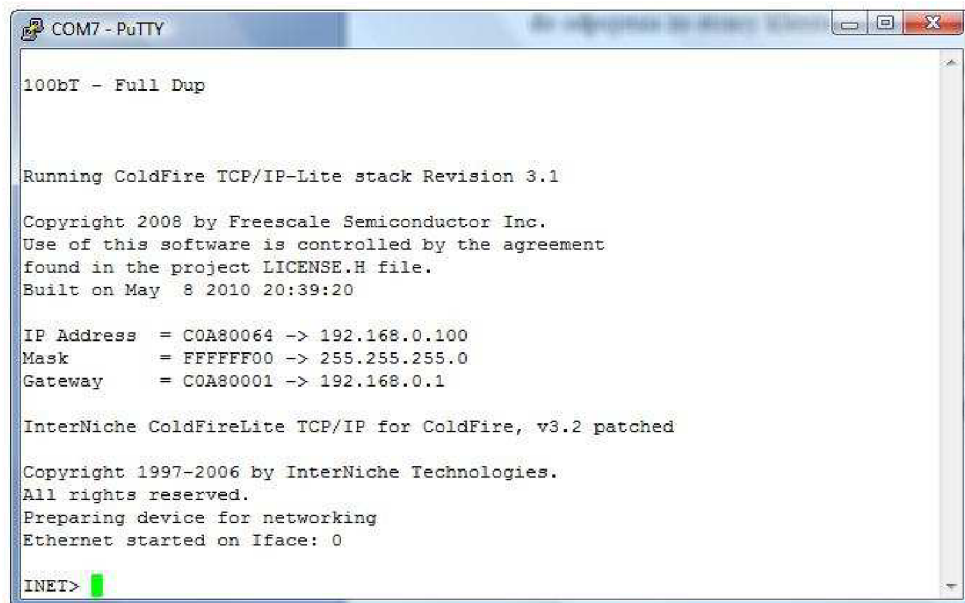 COM7 - PuTTY
100bT - Full Dup
Running ColdFire TCP/IP-Lite stack Revision 3.1
Copyright 2008 by Freescale Semiconductor Inc.
Use of this software is controlled by the agreement
found in the project LICENSE.H file.
Built on May  8 2010 20:39:20
IP Address  = C0A80064 -> 192.168.0.100
Mask        = FFFFFF00 -> 255.255.255.0
Gateway     = C0A80001 -> 192.168.0.1
InterNiche ColdFireLite TCP/IP for ColdFire, v3.2 patched
Copyright 1997-2006 by InterNiche Technologies.
All rights reserved.
Preparing device for networking
Ethernet started on Iface: 0
INET>